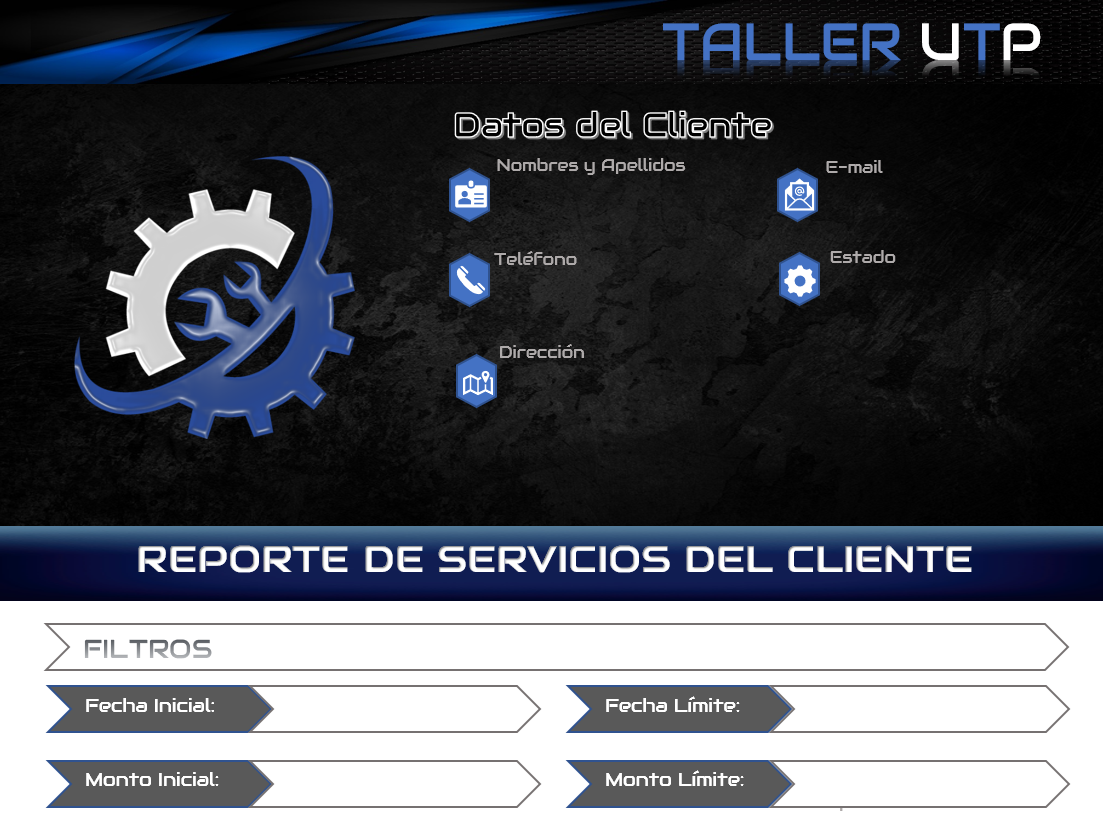 TALLER UTP
Datos del Cliente
Nombres y Apellidos
E-mail
@
Teléfono
Estado
Dirección
REPORTE DE SERVICIOS DEL CLIENTE
FILTROS
Fecha Inicial:
Fecha Límite:
Monto Inicial:
Monto Límite: